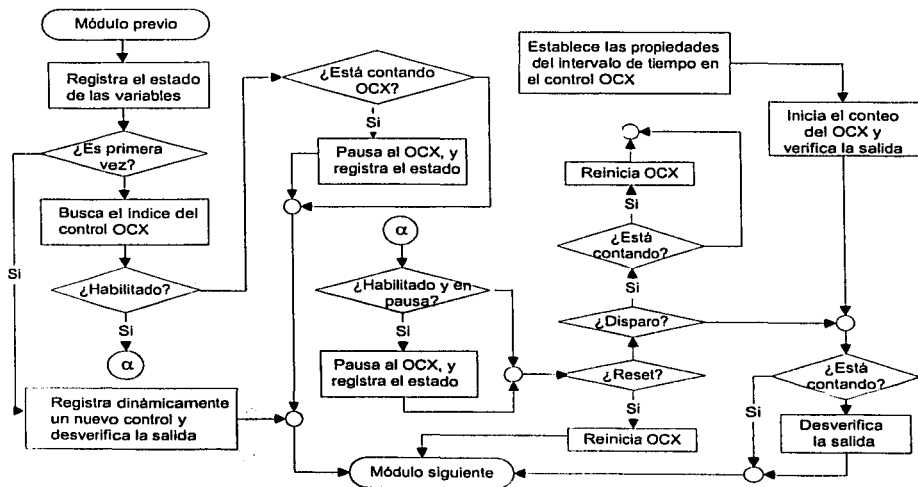 Módulo previo
Registra el estado
de las variables
¿Es primera
vez?
Busca el índice del
control OCX
Si
¿Habilitado?
Si
α
Registra dinámicamente
un nuevo control y
desverifica la salida
¿Está contando
OCX?
Si
Pausa al OCX, y
registra el estado
α
¿Habilitado y en
pausa?
Si
Pausa al OCX, y
registra el estado
Establece las propiedades
del intervalo de tiempo en
el control OCX
Inicia el conteo
del OCX y
verifica la salida
Reinicia OCX
Si
¿Está
contando?
Si
¿Disparo?
¿Reset?
Si
Reinicia OCX
¿Está
contando?
Si
Desverifica
la salida
Módulo siguiente